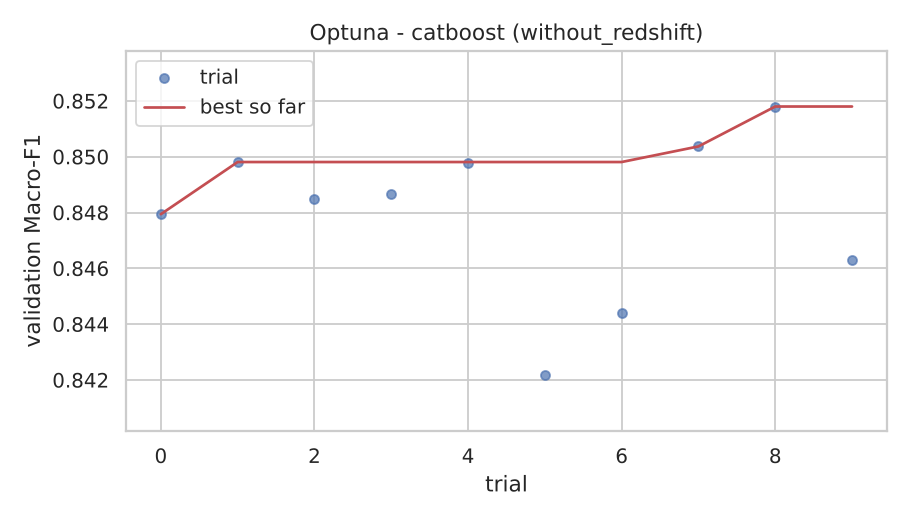 Optuna - catboost (without_redshift)
trial
best so far
validation Macro-F1
0.852
0.850
0.848
0.846
0.844
0.842
0 2 4 6 8
trial